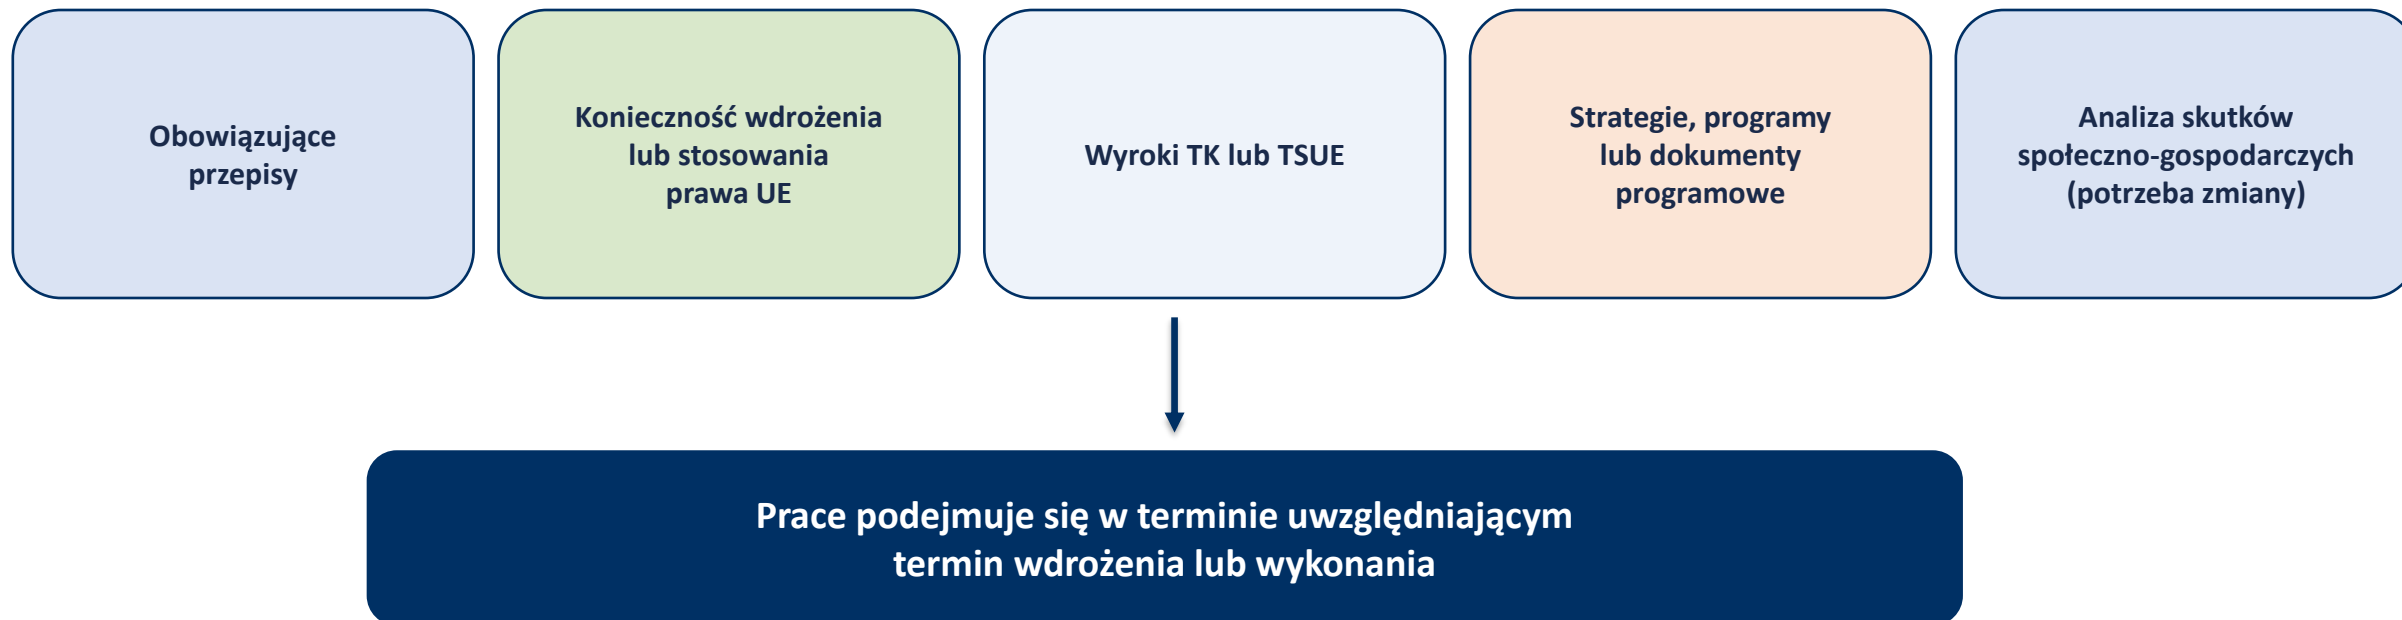 Obowiązujące
przepisy
Konieczność wdrożenia
lub stosowania
prawa UE
Wyroki TK lub TSUE
Strategie, programy
lub dokumenty
programowe
Analiza skutków
społeczno-gospodarczych
(potrzeba zmiany)
Prace podejmuje się w terminie uwzględniającym
termin wdrożenia lub wykonania